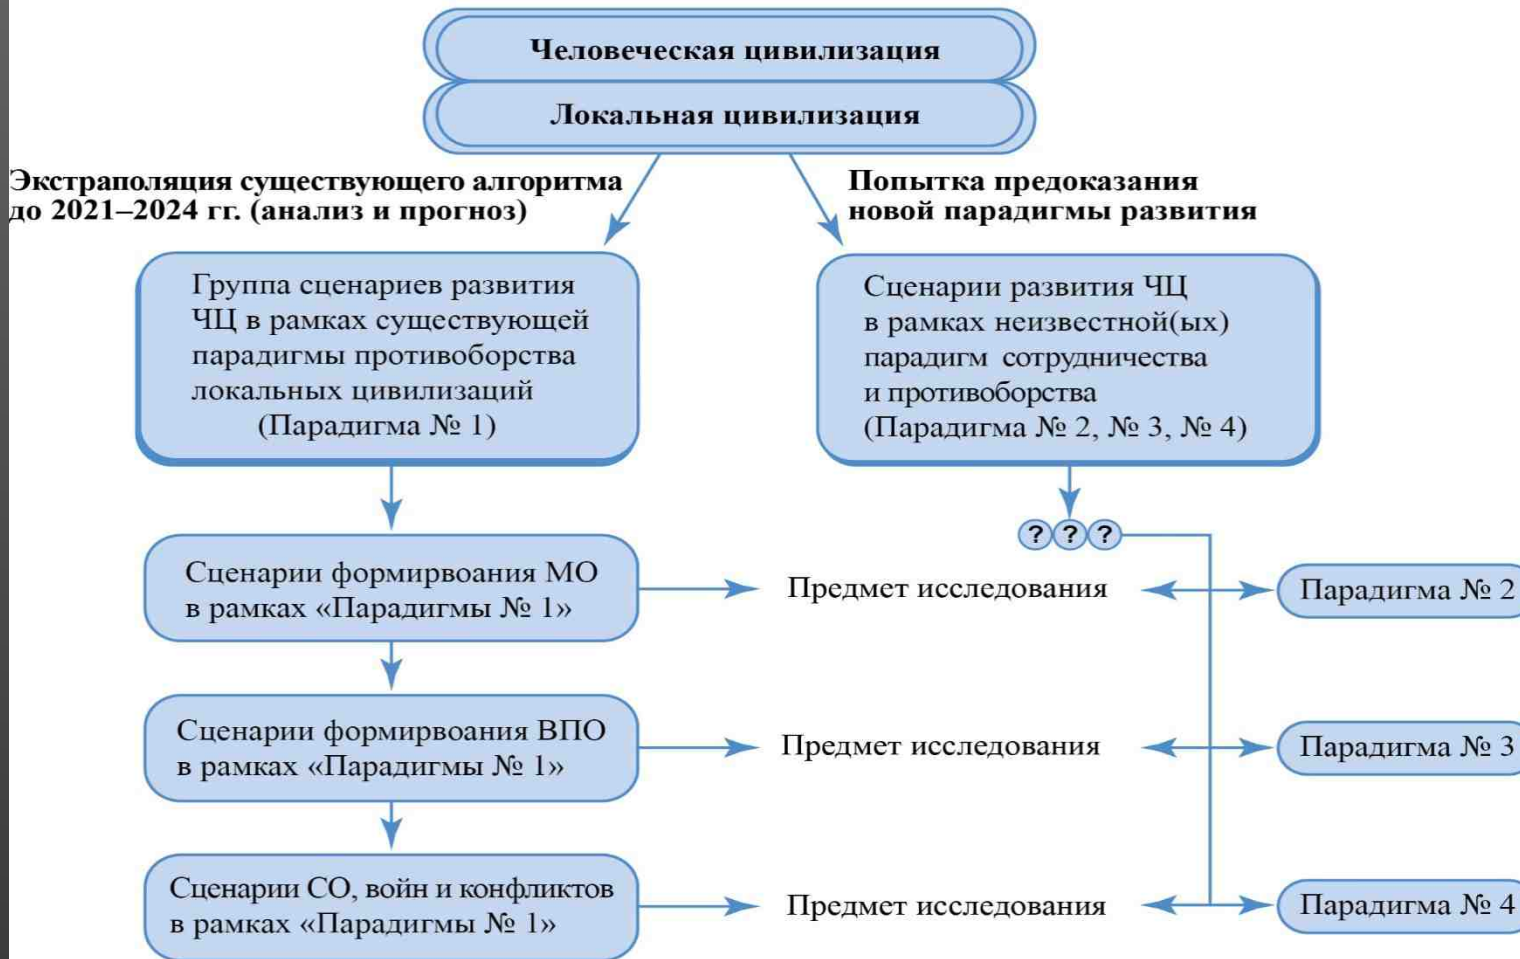 Человеческая цивилизация
Локальная цивилизация
Экстраполяция существующего алгоритма
до 2021–2024 гг. (анализ и прогноз)
Попытка предоказания
новой парадигмы развития
Группа сценариев развития
ЧЦ в рамках существующей
парадигмы противоборства
локальных цивилизаций
(Парадигма № 1)
Сценарии развития ЧЦ
в рамках неизвестной(ых)
парадигм сотрудничества
и противоборства
(Парадигма № 2, № 3, № 4)
? ? ?
Сценарии формирвоания МО
в рамках «Парадигмы № 1»
Предмет исследования
Парадигма № 2
Сценарии формирвоания ВПО
в рамках «Парадигмы № 1»
Предмет исследования
Парадигма № 3
Сценарии СО, войн и конфликтов
в рамках «Парадигмы № 1»
Предмет исследования
Парадигма № 4